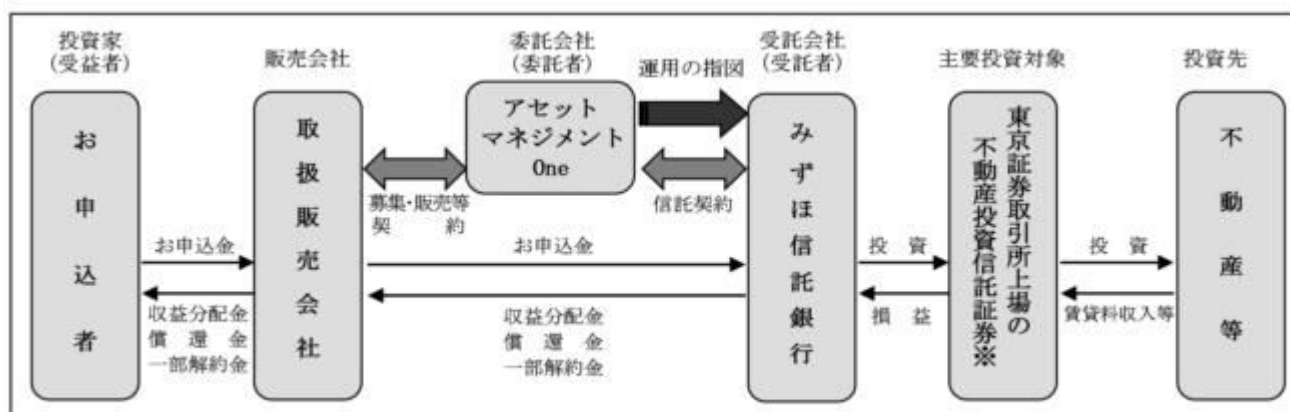 投資家
(受益者)
販売会社
委託会社
(委託者)
運用の指図
受託会社
(受託者)
主要投資対象
投資先
お申込者
取扱販売会社
アセット
マネジメント
One
みずほ信託銀行
東京証券取引所上場の
不動産投資信託証券※
不動産等
募集・販売等
契約
信託契約
お申込金
収益分配金
償還金
一部解約金
お申込金
収益分配金
償還金
一部解約金
投資
損益
投資
賃貸料収入等